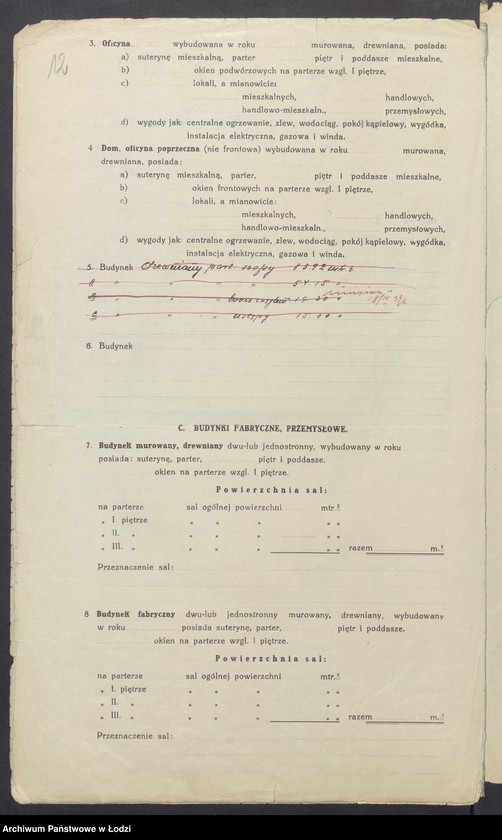 12
3. Oficyna wybudowana w roku murowana, drewniana, posiada:
a) suterynę mieszkalną, parter piętr i poddasze mieszkalne,
b) okien podwórzowych na parterze wzgl. I piętrze,
c) lokali, a mianowicie:
mieszkalnych, handlowych,
handlowo-mieszkaln., przemysłowych,
d) wygody jak: centralne ogrzewanie, zlew, wodociąg, pokój kąpielowy, wygódka,
instalacja elektryczna, gazowa i winda.
4 Dom, oficyna poprzeczna (nie frontowa) wybudowana w roku murowana,
drewniana, posiada:
a) suterynę mieszkalną, parter, piętr i poddasze mieszkalne,
b) okien frontowych na parterze wzgl. I piętrze,
c) lokali, a mianowicie:
mieszkalnych, handlowych,
handlowo-mieszkaln., przemysłowych,
d) wygody jak: centralne ogrzewanie, zlew, wodociąg, pokój kąpielowy, wygódka,
instalacja elektryczna, gazowa i winda.
5. Budynek Drewniany part. szopy
" " " 54.15 "
" "
" " " ustępy 15.00 "
6. Budynek
C. BUDYNKI FABRYCZNE, PRZEMYSŁOWE.
7. Budynek murowany, drewniany dwu-lub jednostronny, wybudowany w roku
posiada: suterynę, parter, piętr i poddasze.
okien na parterze wzgl. I piętrze.
Powierzchnia sal:
na parterze sal ogólnej powierzchni mtr.²
" I. piętrze " " " " "
" II. " " " " " "
" III. " " " " " " razem m.²
Przeznaczenie sal:
8 Budynek fabryczny dwu-lub jednostronny murowany, drewniany, wybudowany
w roku posiada suterynę, parter, piętr i poddasze.
okien na parterze wzgl. I piętrze.
Powierzchnia sal:
na parterze sal ogólnej powierzchni mtr.²
" I. piętrze " " " " "
" II. " " " " " "
" III. " " " " " " razem m.²
Przeznaczenie sal:
Archiwum Państwowe w Łodzi